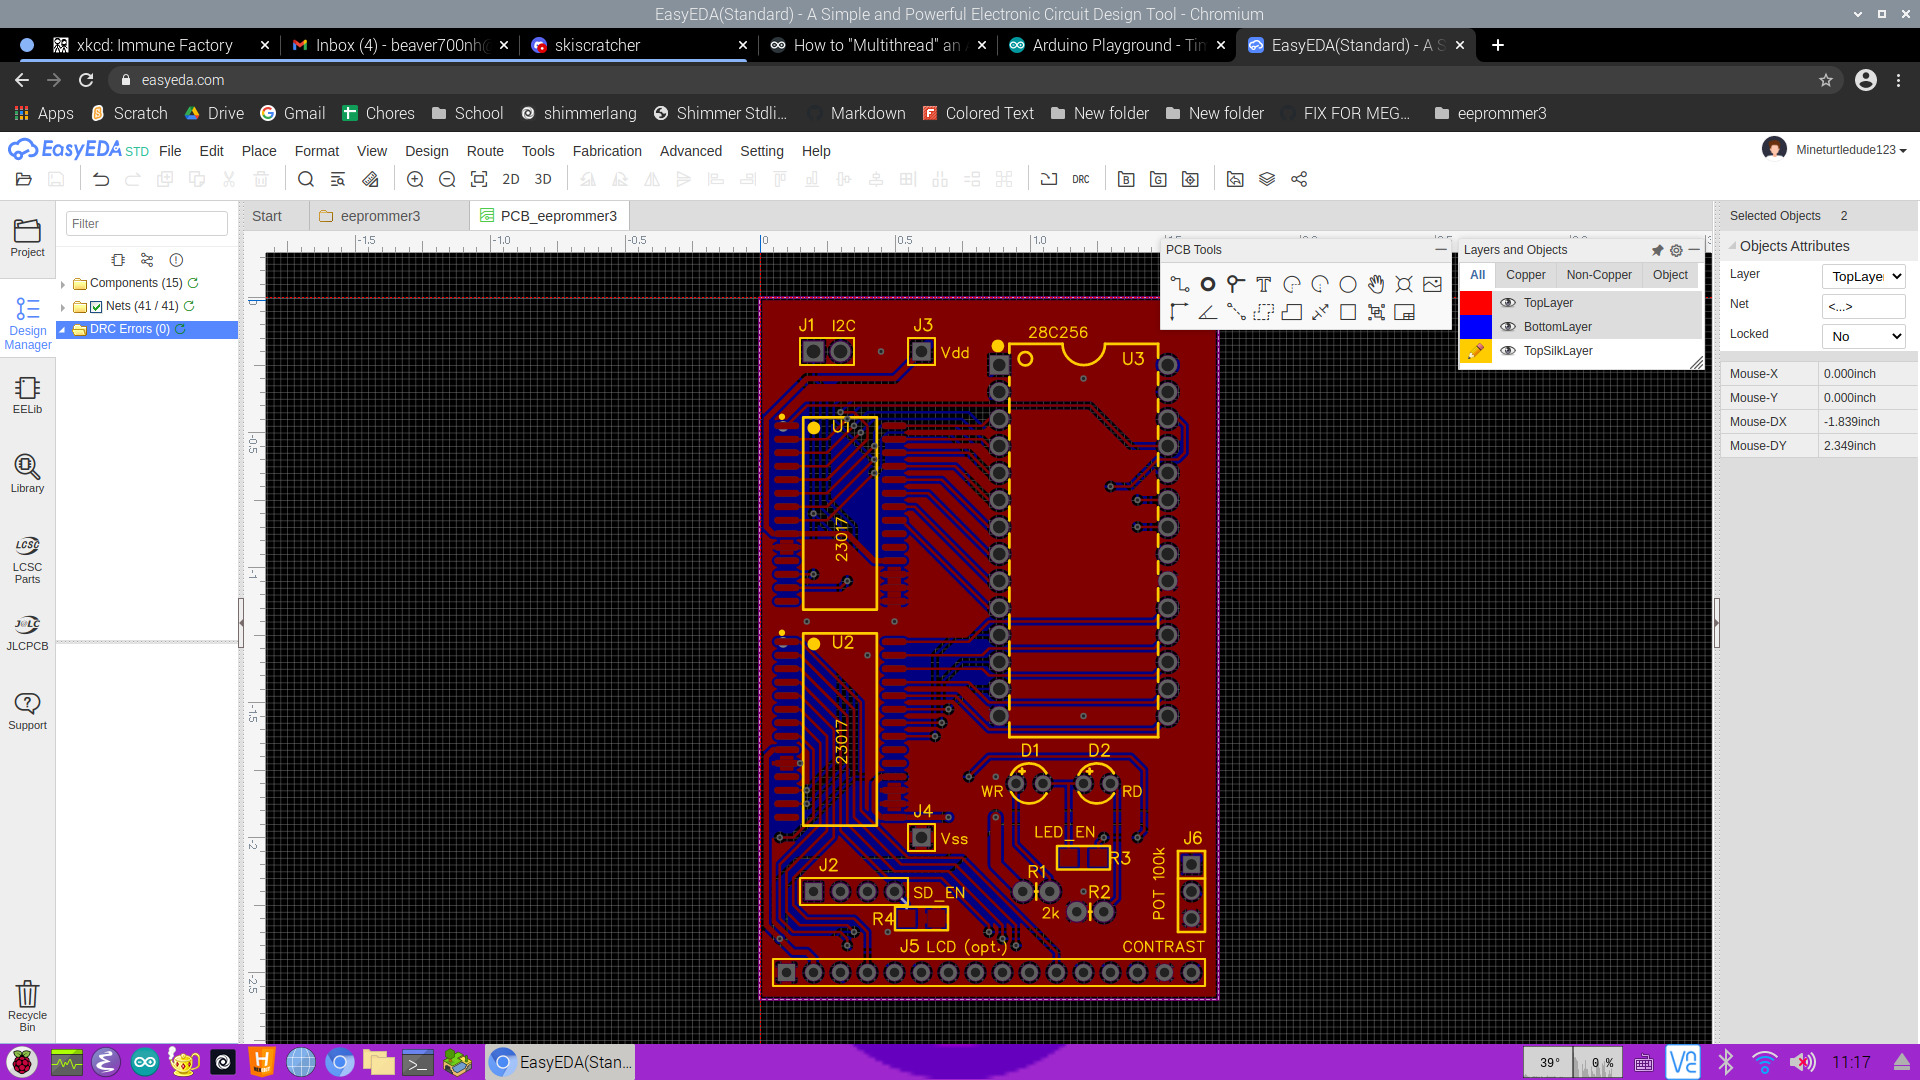 EasyEDA(Standard) - A Simple and Powerful Electronic Circuit Design Tool - Chromium
xkcd: Immune Factory
Inbox (4) - beaver700nh@
skiscratcher
How to "Multithread" an
Arduino Playground - Tim
EasyEDA(Standard) - A S
easyeda.com
Apps Scratch Drive Gmail Chores School shimmerlang Shimmer Stdli... Markdown Colored Text New folder New folder FIX FOR MEG... eeprommer3
EasyEDA STD File Edit Place Format View Design Route Tools Fabrication Advanced Setting Help
Mineturtledude123
2D 3D DRC
Project
Design
Manager
EELib
Library
LCSC
LCSC
Parts
JLCPCB
Support
Recycle
Bin
Filter
Components (15)
Nets (41 / 41)
DRC Errors (0)
Start eeprommer3 PCB_eeprommer3
-1.5 -1.0 -0.5 0 0.5 1.0
0
-0.5
-1
-1.5
-2
-2.5
PCB Tools
Layers and Objects
All Copper Non-Copper Object
TopLayer
BottomLayer
TopSilkLayer
Selected Objects 2
Objects Attributes
Layer TopLayer
Net <...>
Locked No
Mouse-X 0.000inch
Mouse-Y 0.000inch
Mouse-DX -1.839inch
Mouse-DY 2.349inch
J1 I2C J3
Vdd
28C256
U3
U1
23017
U2
23017
D1 D2
WR RD
J4
Vss
LED_EN
J6
R3
POT 100k
J2
R1
SD_EN
R2
2k
R4
J5 LCD (opt.)
CONTRAST
EasyEDA(Stan...
39°
0 %
11:17